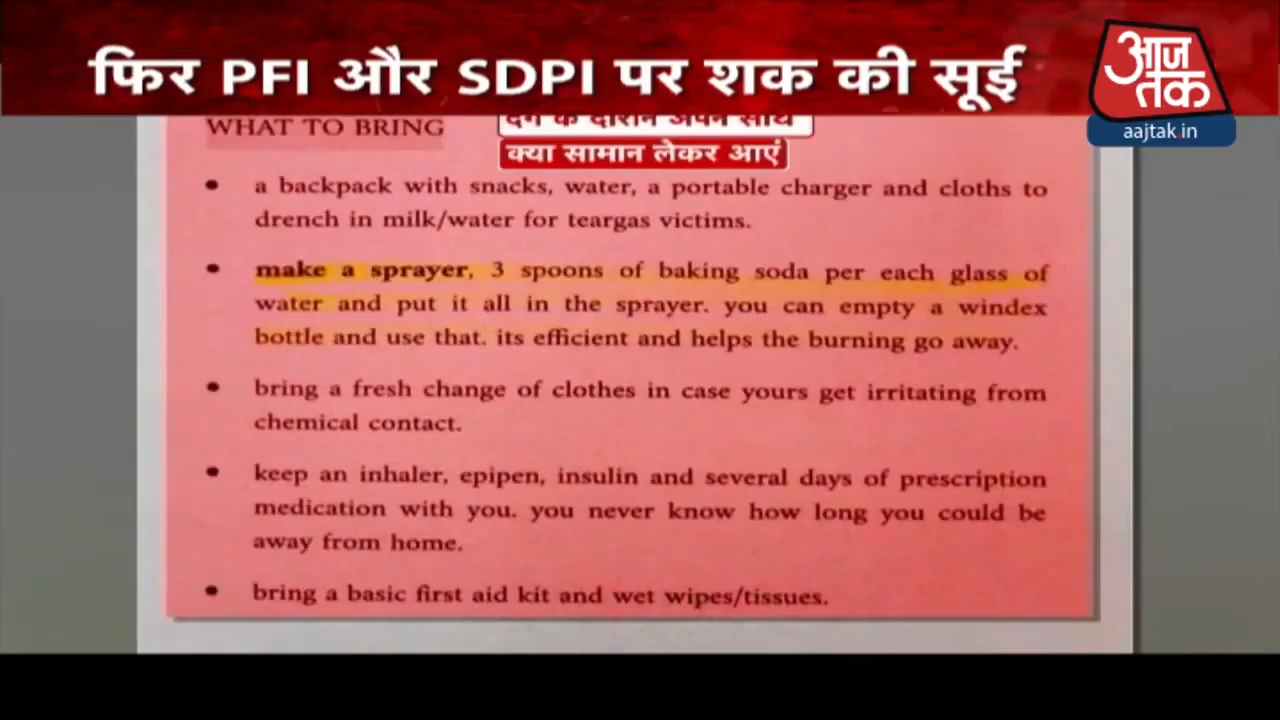 फिर PFI और SDPI पर शक की सूई
आज
तक
aajtak.in
WHAT TO BRING
दंगे के दौरान अपने साथ
क्या सामान लेकर आएं
• a backpack with snacks, water, a portable charger and cloths to
drench in milk/water for teargas victims.
• make a sprayer, 3 spoons of baking soda per each glass of
water and put it all in the sprayer. you can empty a windex
bottle and use that. its efficient and helps the burning go away.
• bring a fresh change of clothes in case yours get irritating from
chemical contact.
• keep an inhaler, epipen, insulin and several days of prescription
medication with you. you never know how long you could be
away from home.
• bring a basic first aid kit and wet wipes/tissues.